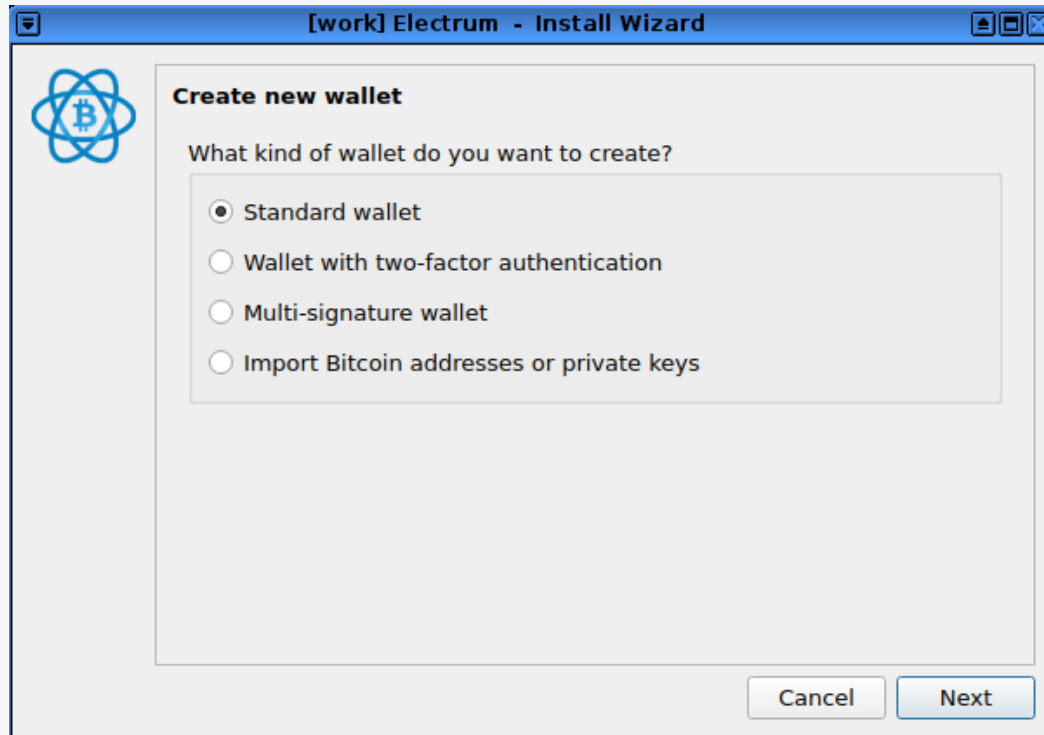 [work] Electrum - Install Wizard
Create new wallet
What kind of wallet do you want to create?
Standard wallet
Wallet with two-factor authentication
Multi-signature wallet
Import Bitcoin addresses or private keys
Cancel
Next